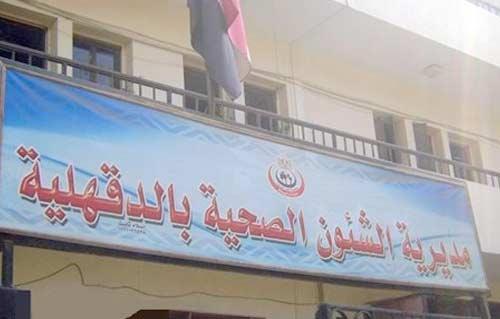 مديرية الشئون الصحية بالدقهلية